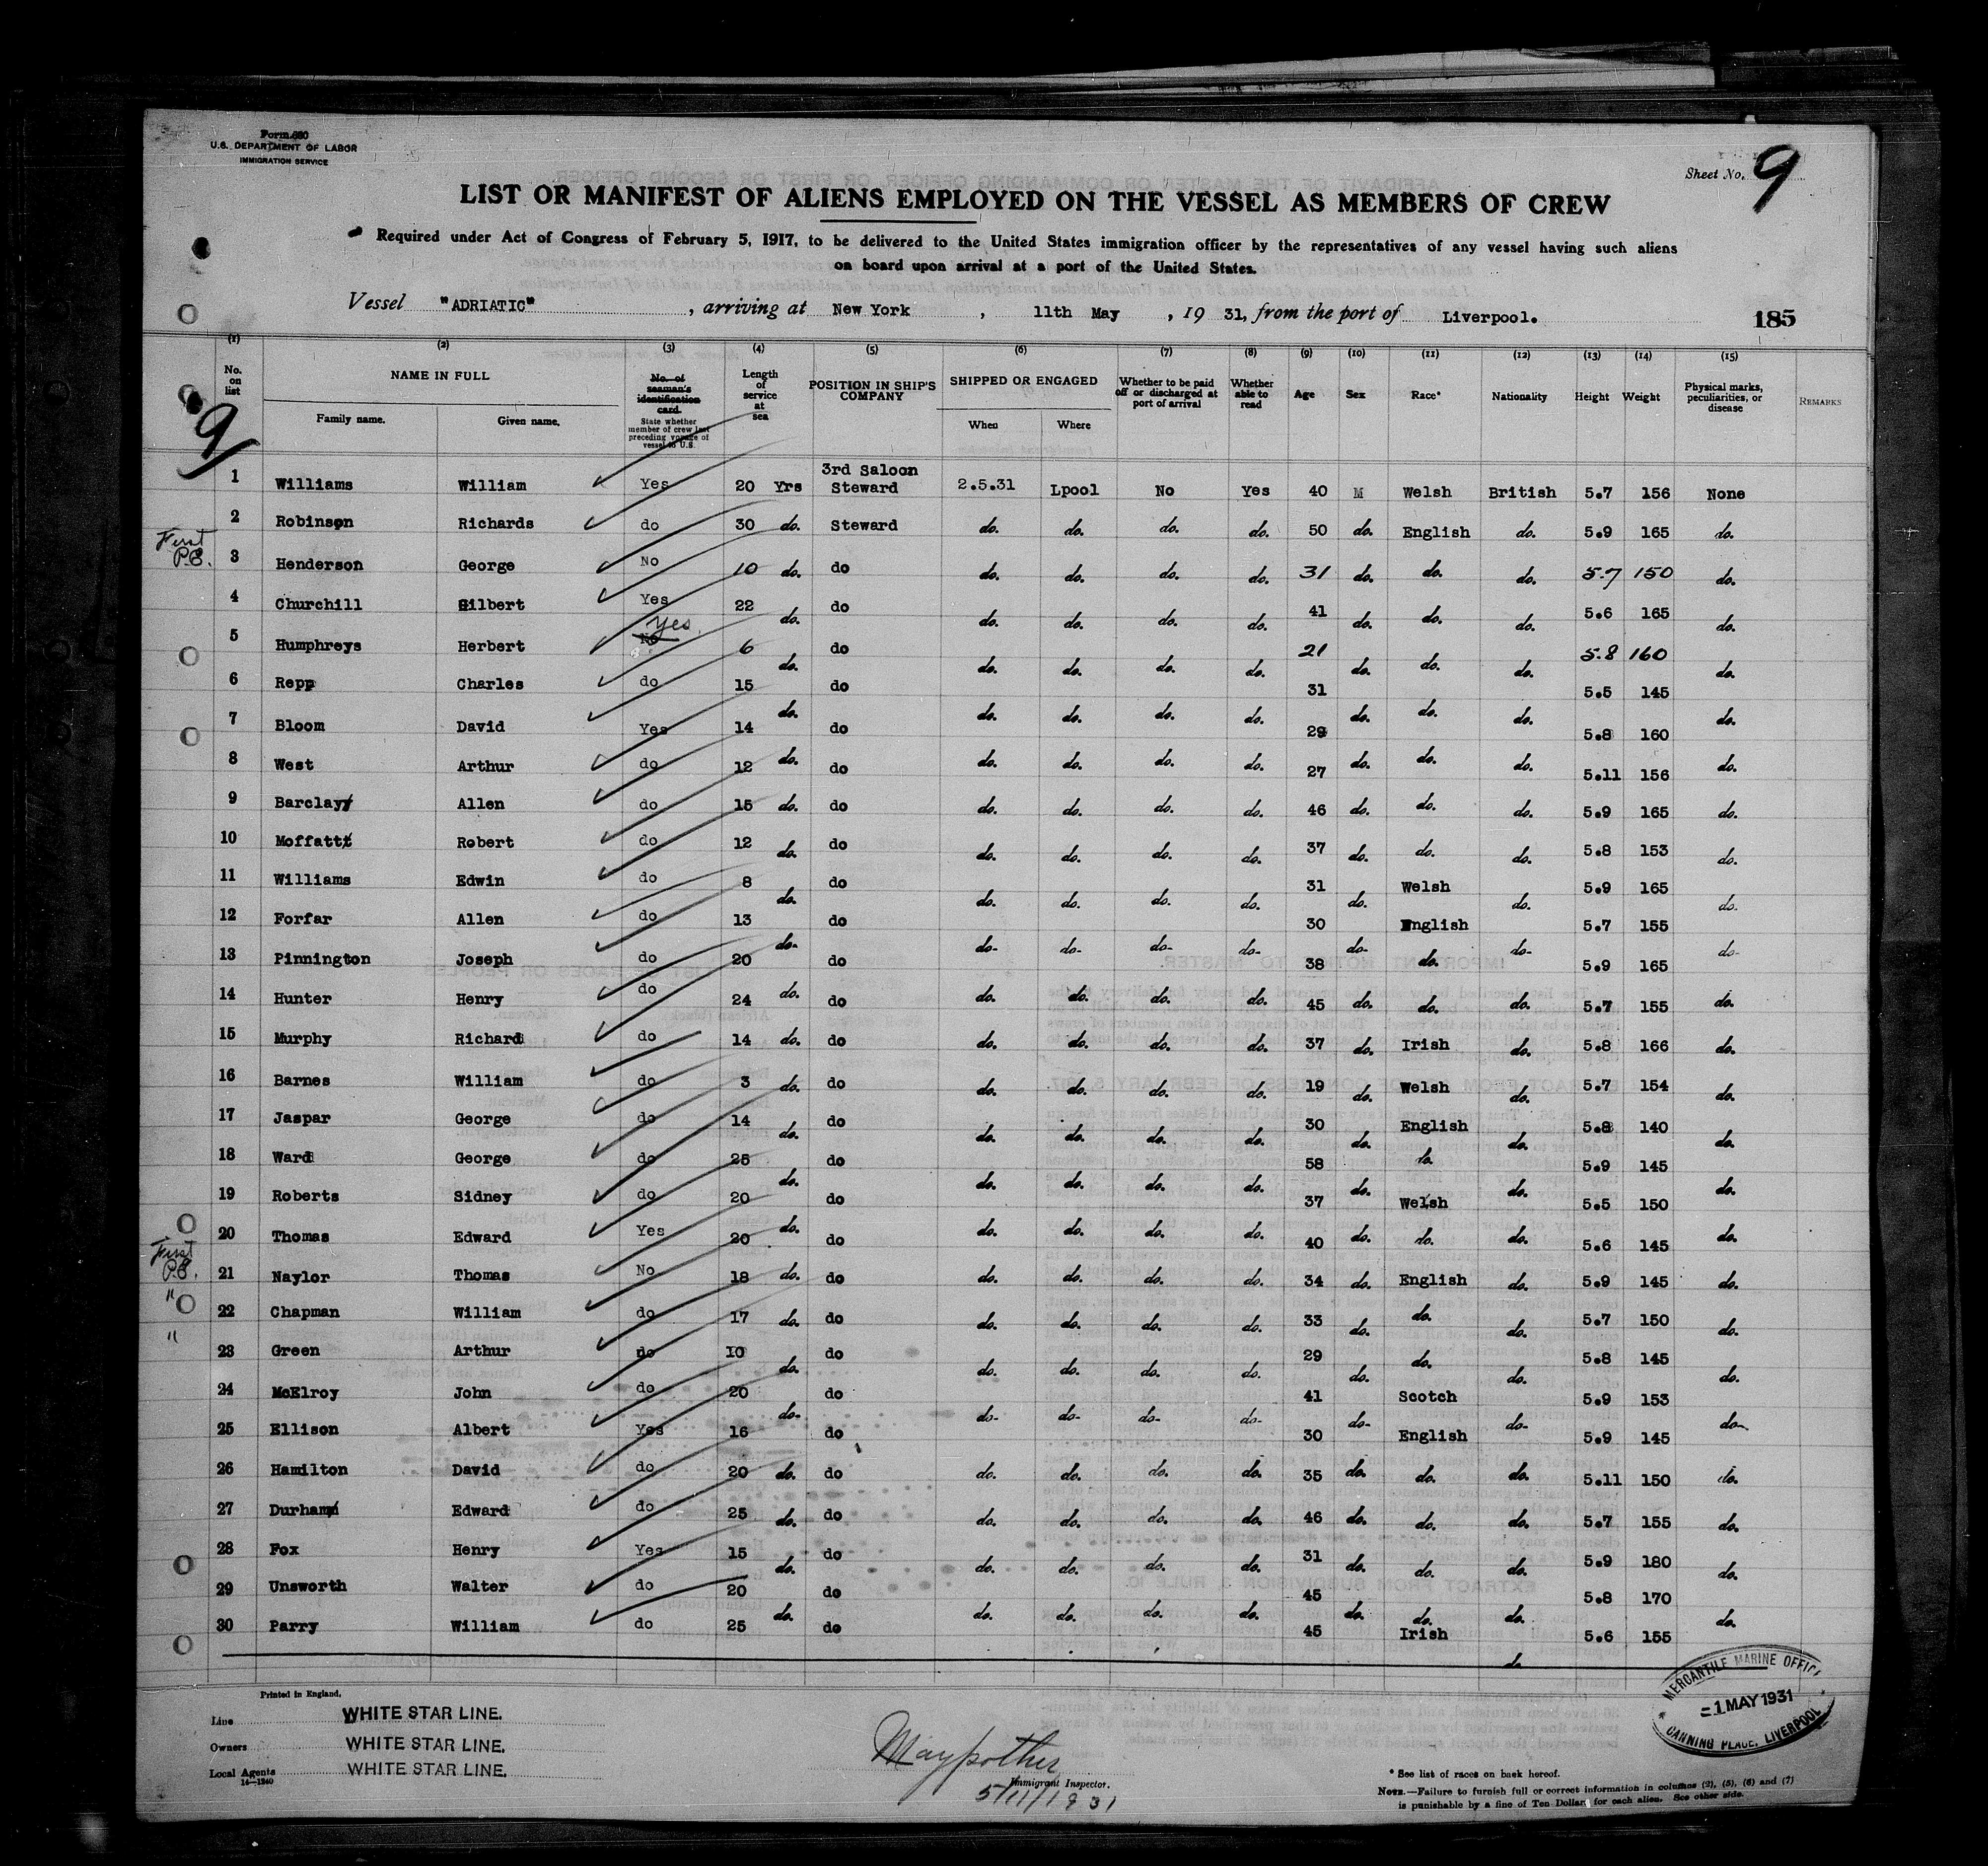 Form 680
U.S. DEPARTMENT OF LABOR
IMMIGRATION SERVICE
Sheet No. 9
LIST OR MANIFEST OF ALIENS EMPLOYED ON THE VESSEL AS MEMBERS OF CREW
Required under Act of Congress of February 5, 1917, to be delivered to the United States immigration officer by the representatives of any vessel having such aliens
on board upon arrival at a port of the United States.
Vessel "ADRIATIC", arriving at New York, 11th May, 19 31, from the port of Liverpool.
185
(1) (2) (3) (4) (5) (6) (7) (8) (9) (10) (11) (12) (13) (14) (15)
No. on list NAME IN FULL Family name. Given name. No. of seaman's identification card. State whether member of crew last preceding voyage of vessel to U.S. Length of service at sea POSITION IN SHIP'S COMPANY SHIPPED OR ENGAGED When Where Whether to be paid off or discharged at port of arrival Whether able to read Age Sex Race* Nationality Height Weight Physical marks, peculiarities, or disease REMARKS
9/
1 Williams William Yes 20 Yrs 3rd Saloon Steward 2.5.31 Lpool No Yes 40 M Welsh British 5.7 156 None
2 Robinson Richards do 30 do. Steward do. do. do. do. 50 do. English do. 5.9 165 do.
First P.B. 3 Henderson George No 10 do. do do. do. do. do. 31 do. do. do. 5.7 150 do.
4 Churchill Gilbert Yes 22 do. do do. do. do. do. 41 do. do. do. 5.6 165 do.
5 Humphreys Herbert No Yes 6 do. do do. do. do. do. 21 do. do. do. 5.8 160 do.
6 Repp Charles do 15 do. do do. do. do. do. 31 do. do. do. 5.5 145 do.
7 Bloom David Yes 14 do. do do. do. do. do. 29 do. do. do. 5.8 160 do.
8 West Arthur do 12 do do. do. do. do. 27 do. do. do. 5.11 156 do.
9 Barclay Allen do 15 do. do do. do. do. do. 46 do. do. do. 5.9 165 do.
10 Moffatt Robert do 12 do. do do. do. do. do. 37 do. do. do. 5.8 153 do.
11 Williams Edwin do 8 do. do do. do. do. do. 31 do. Welsh do. 5.9 165 do.
12 Forfar Allen do 13 do. do do. do. do. do. 30 do. English do. 5.7 155 do.
13 Pinnington Joseph do 20 do 38 do. 5.9 165
14 Hunter Henry do 24 do. do do. do. do. do. 45 do. do. do. 5.7 155 do.
15 Murphy Richard do 14 do. do do. do. do. do. 37 do. Irish do. 5.8 166 do.
16 Barnes William do 3 do. do do. do. do. do. 19 do. Welsh do. 5.7 154 do.
17 Jaspar George do 14 do. do do. do. do. do. 30 do. English do. 5.8 140 do.
18 Ward George do 25 do. do do. do. do. do. 58 do. do. do. 5.9 145 do.
19 Roberts Sidney do 20 do. do do. do. do. do. 37 do. Welsh do. 5.5 150 do.
20 Thomas Edward Yes 20 do 40 do. 5.6 145
First P.B. 21 Naylor Thomas No 18 do. do do. do. do. do. 34 do. English do. 5.9 145 do.
" 22 Chapman William do 17 do. do do. do. do. do. 33 do. do. do. 5.7 150 do.
" 23 Green Arthur do 10 do. do do. do. do. do. 29 do. do. do. 5.8 145 do.
24 McElroy John do 20 do. do do. do. do. do. 41 do. Scotch do. 5.9 153 do.
25 Ellison Albert Yes 16 do 30 English 5.9 145
26 Hamilton David do 20 do. do do. do. do. do. 35 do. do. do. 5.11 150 do.
27 Durham Edward do 25 do. do do. do. do. do. 46 do. do. do. 5.7 155 do.
28 Fox Henry Yes 15 do. do do. do. do. do. 31 do. do. do. 5.9 180 do.
29 Unsworth Walter do 20 do. do do. do. do. do. 45 do. do. do. 5.8 170 do.
30 Parry William do 25 do 45 Irish do. 5.6 155
Printed in England.
Line WHITE STAR LINE.
Owners WHITE STAR LINE.
Local Agents WHITE STAR LINE.
14—1240
Maypother
Immigrant Inspector.
5/11/1931
MERCANTILE MARINE OFFICE
1 MAY 1931
CANNING PLACE, LIVERPOOL
* See list of races on back hereof.
NOTE.—Failure to furnish full or correct information in columns (2), (5), (6) and (7)
is punishable by a fine of Ten Dollars for each alien. See other side.